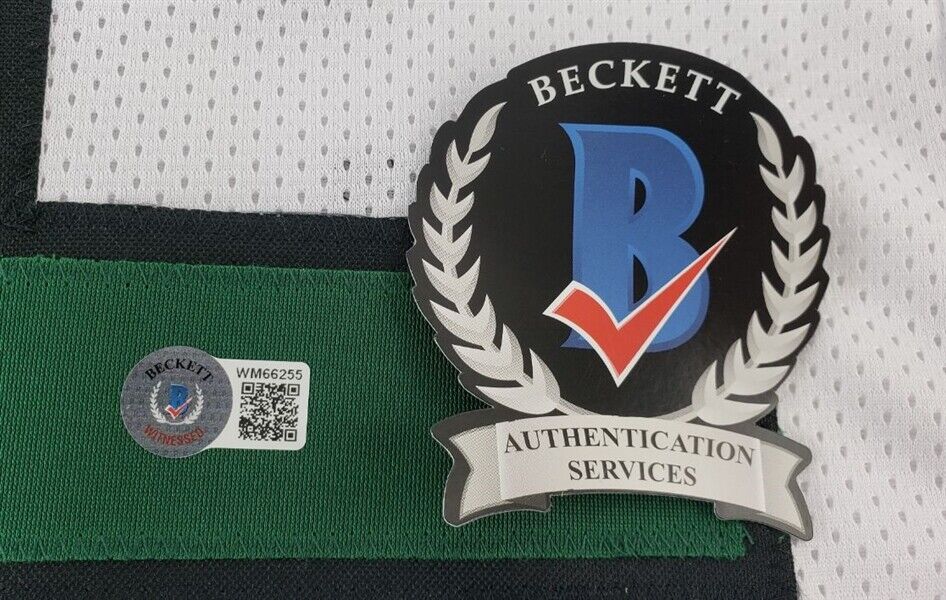 BECKETT
B
AUTHENTICATION
SERVICES
BECKETT
B
WITNESSED
WM66255